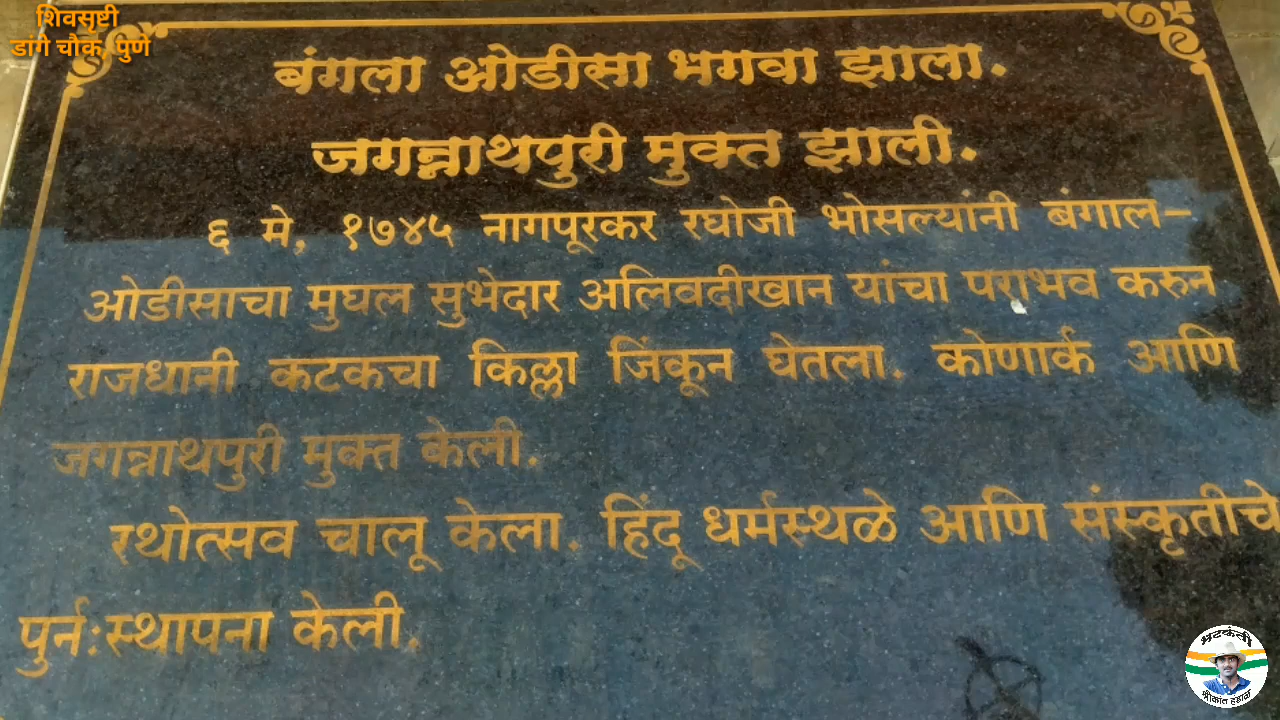 शिवसृष्टी
डांगे चौक, पुणे
बंगला ओडीसा भगवा झाला.
जगन्नाथपुरी मुक्त झाली.
६ मे, १७४५ नागपूरकर रघोजी भोसल्यांनी बंगाल–
ओडीसाचा मुघल सुभेदार अलिवदीखान यांचा पराभव करुन
राजधानी कटकचा किल्ला जिंकून घेतला. कोणार्क आणि
जगन्नाथपुरी मुक्त केली.
रथोत्सव चालू केला. हिंदू धर्मस्थळे आणि संस्कृतीचे
पुर्नःस्थापना केली.
भटकंती